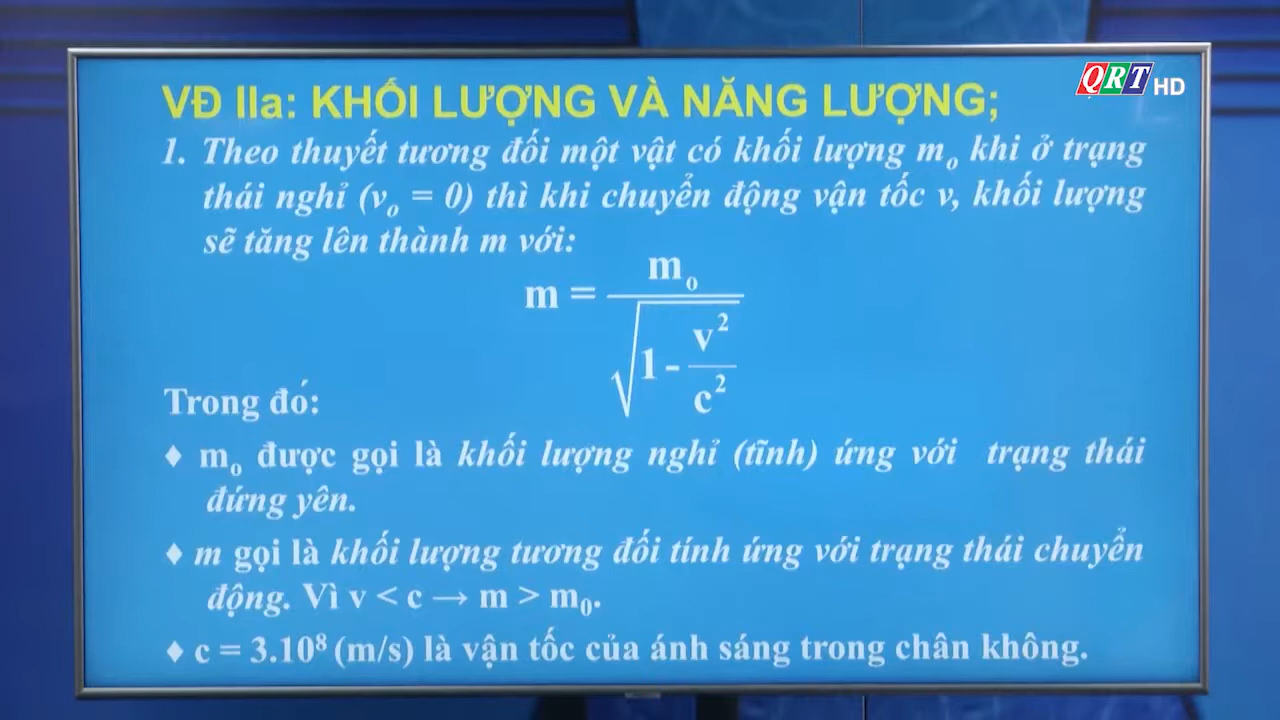 QRT HD
VĐ IIa: KHỐI LƯỢNG VÀ NĂNG LƯỢNG;
1. Theo thuyết tương đối một vật có khối lượng mₒ khi ở trạng
thái nghỉ (vₒ = 0) thì khi chuyển động vận tốc v, khối lượng
sẽ tăng lên thành m với:
m = mₒ / √(1 - v²/c²)
Trong đó:
♦ mₒ được gọi là khối lượng nghỉ (tĩnh) ứng với trạng thái
đứng yên.
♦ m gọi là khối lượng tương đối tính ứng với trạng thái chuyển
động. Vì v < c → m > m₀.
♦ c = 3.10⁸ (m/s) là vận tốc của ánh sáng trong chân không.